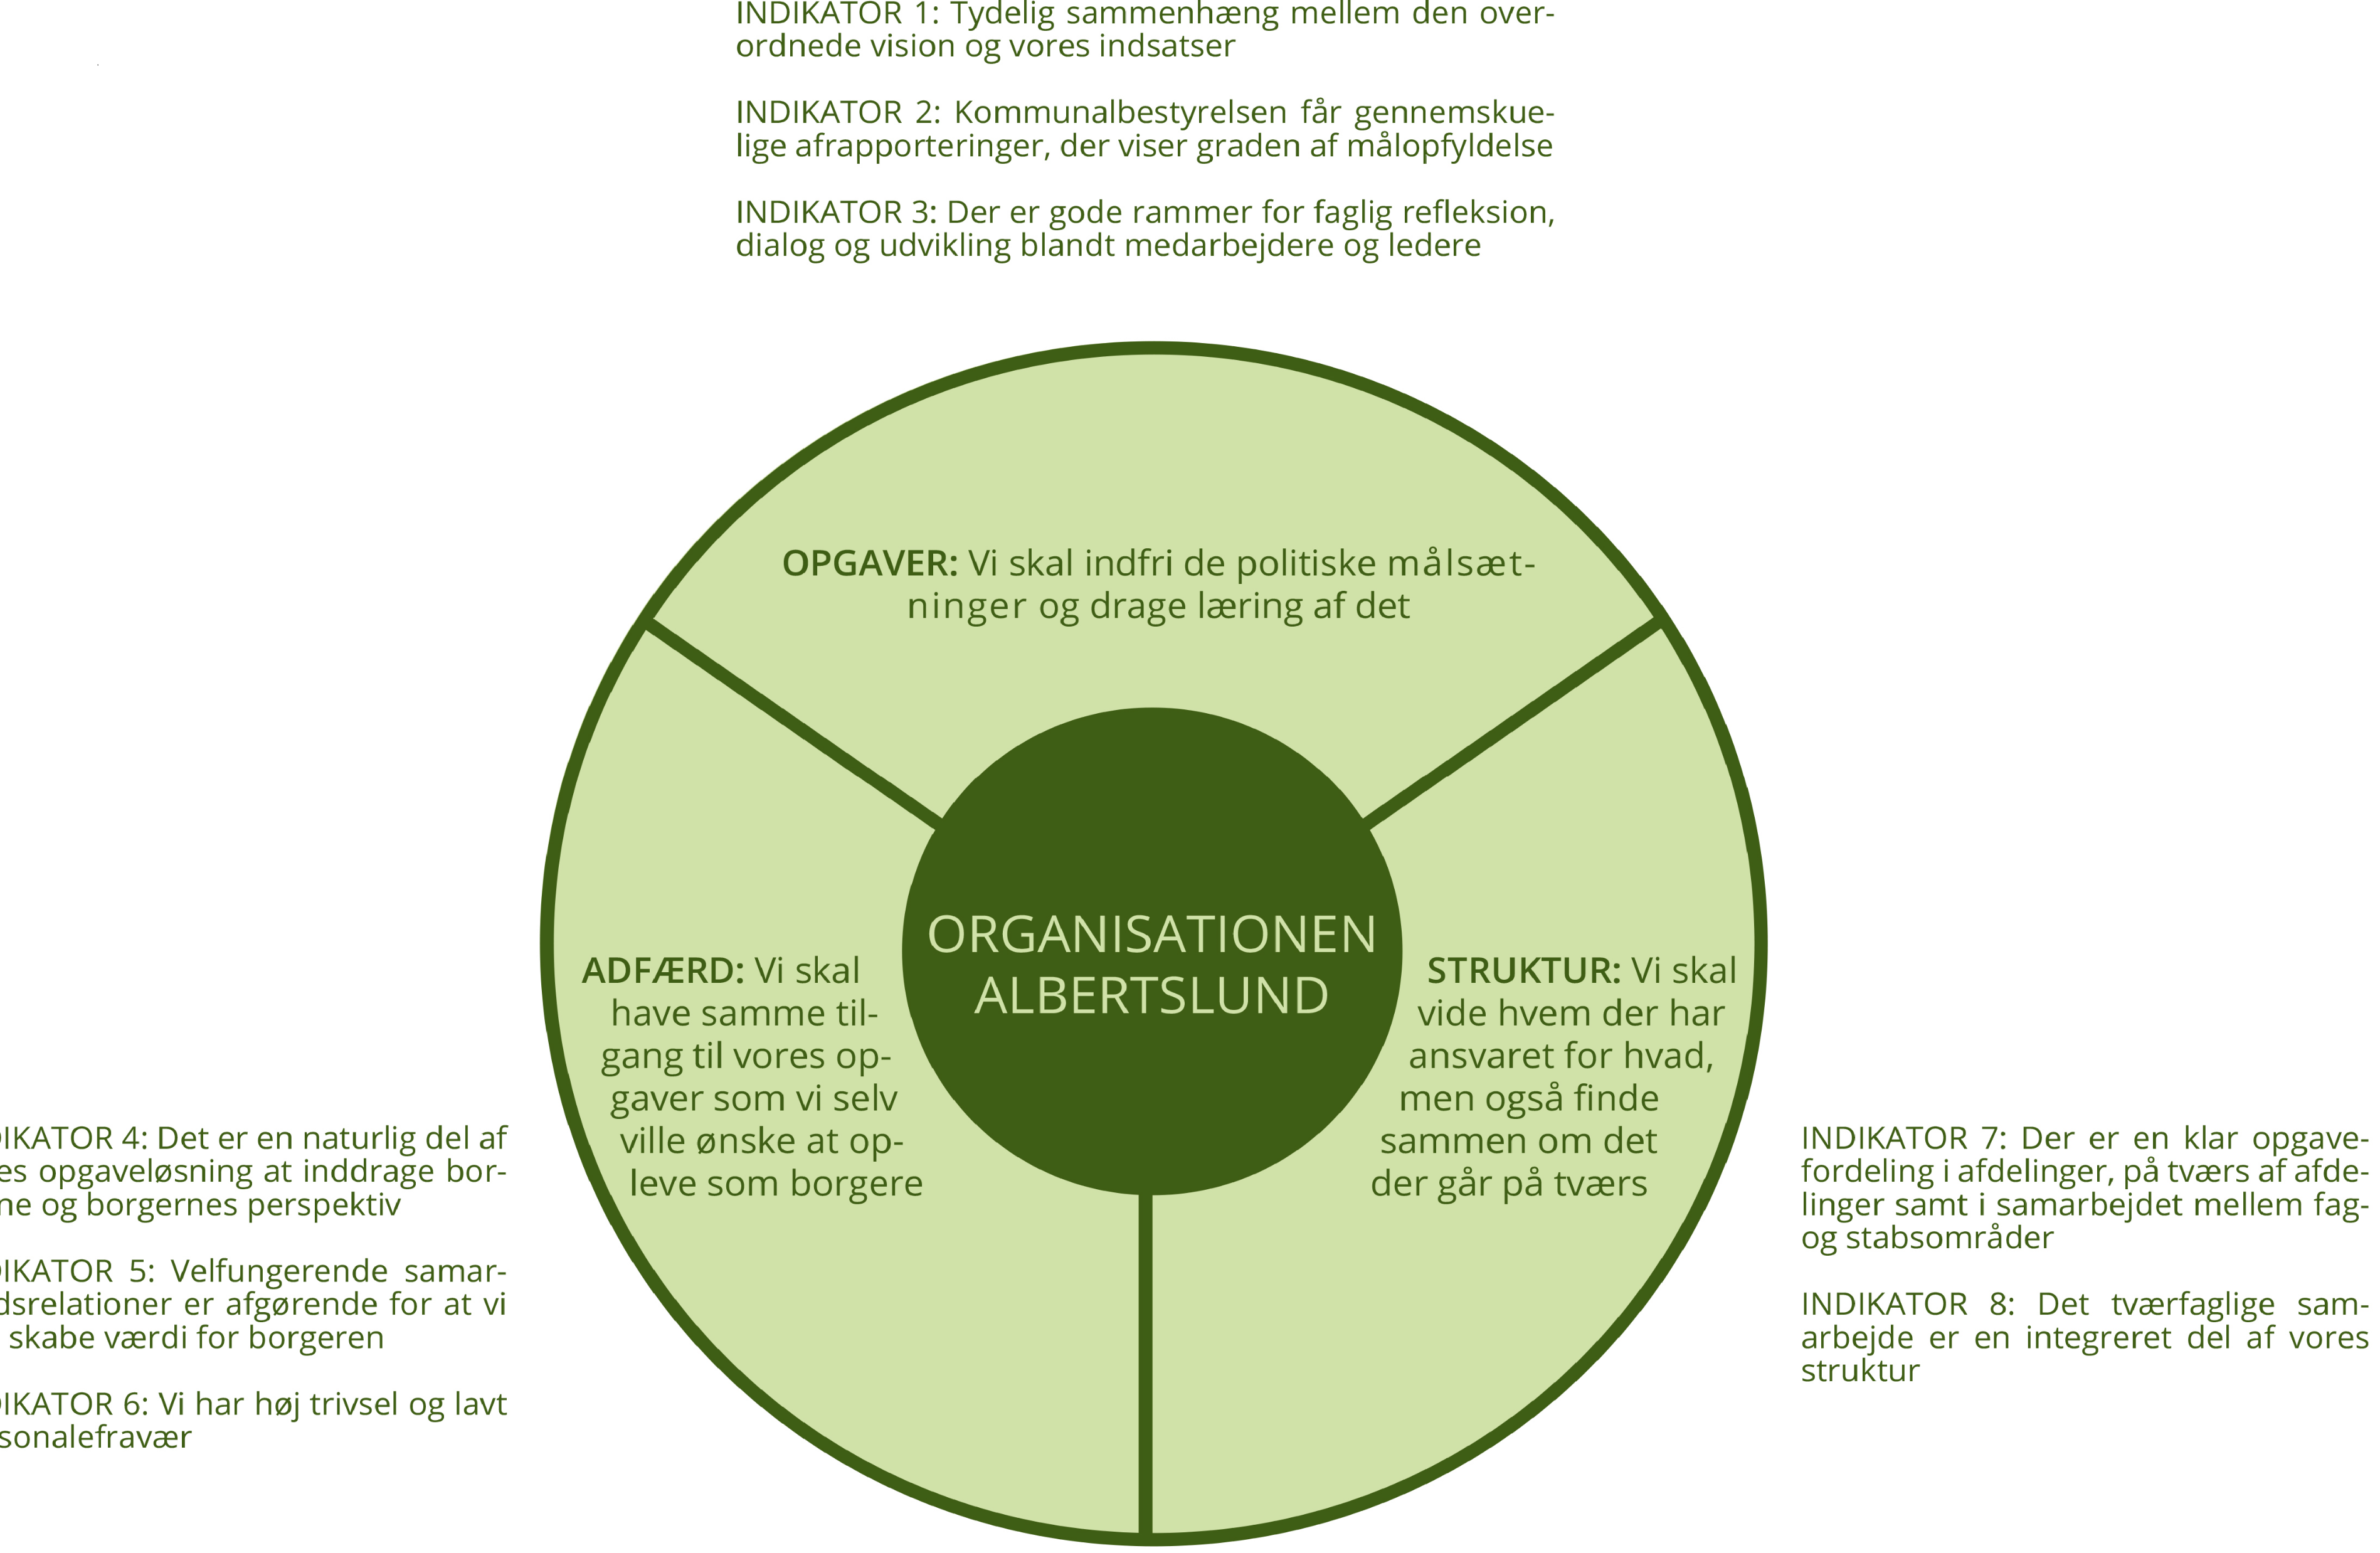 INDIKATOR 1: Tydelig sammenhæng mellem den over-
ordnede vision og vores indsatser
INDIKATOR 2: Kommunalbestyrelsen får gennemskue-
lige afrapporteringer, der viser graden af målopfyldelse
INDIKATOR 3: Der er gode rammer for faglig refleksion,
dialog og udvikling blandt medarbejdere og ledere
OPGAVER: Vi skal indfri de politiske målsæt-
ninger og drage læring af det
ORGANISATIONEN
ALBERTSLUND
ADFÆRD: Vi skal
have samme til-
gang til vores op-
gaver som vi selv
ville ønske at op-
leve som borgere
STRUKTUR: Vi skal
vide hvem der har
ansvaret for hvad,
men også finde
sammen om det
der går på tværs
4: Det er en naturlig del af
opgaveløsning at inddrage bor-
og borgernes perspektiv
5: Velfungerende samar-
er afgørende for at vi
skabe værdi for borgeren
6: Vi har høj trivsel og lavt
INDIKATOR 7: Der er en klar opgave-
fordeling i afdelinger, på tværs af afde-
linger samt i samarbejdet mellem fag-
og stabsområder
INDIKATOR 8: Det tværfaglige sam-
arbejde er en integreret del af vores
struktur